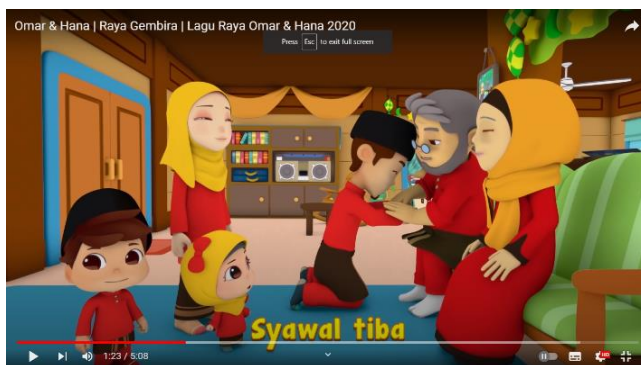 Omar & Hana | Raya Gembira | Lagu Raya Omar & Hana 2020
Press Esc to exit full screen
Syawal tiba
1:23 / 5:08
HD